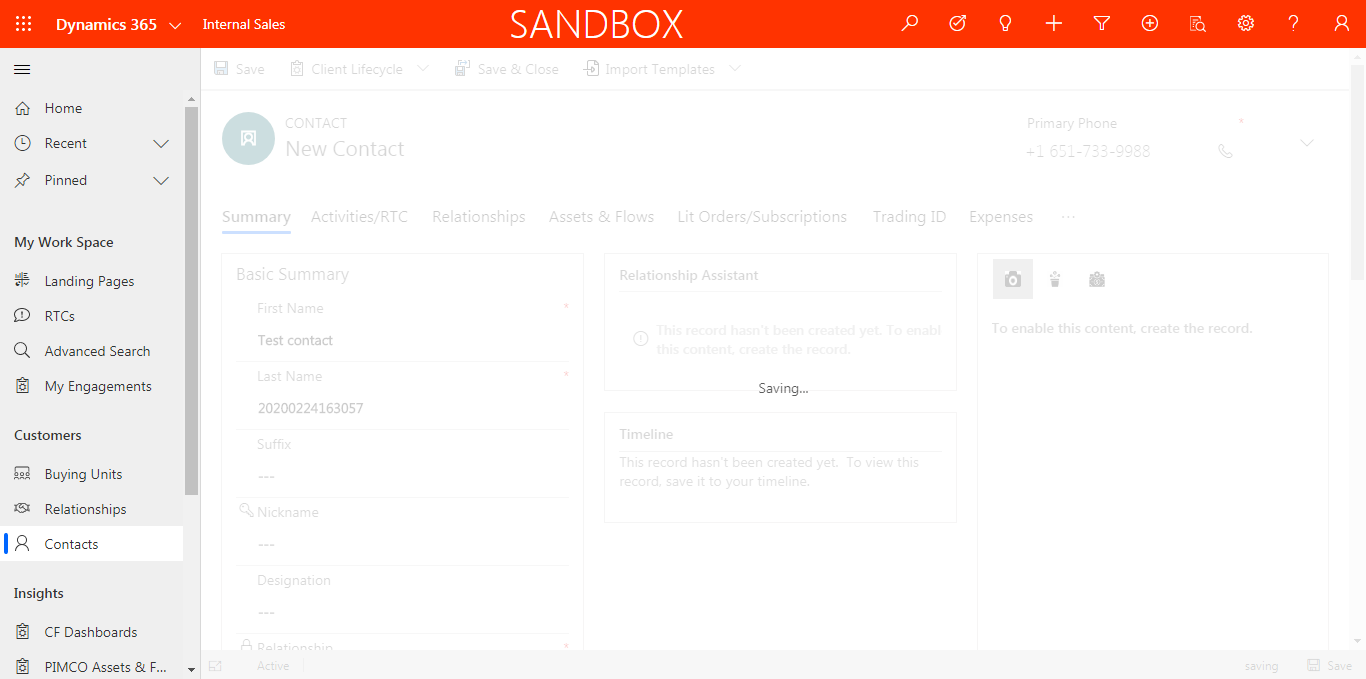 Dynamics 365
Internal Sales
SANDBOX
Save
Client Lifecycle
Save & Close
Import Templates
Home
Recent
Pinned
My Work Space
Landing Pages
RTCs
Advanced Search
My Engagements
Customers
Buying Units
Relationships
Contacts
Insights
CF Dashboards
PIMCO Assets & F...
CONTACT
New Contact
Primary Phone
*
+1 651-733-9988
Summary
Activities/RTC
Relationships
Assets & Flows
Lit Orders/Subscriptions
Trading ID
Expenses
...
Basic Summary
First Name
*
Test contact
Last Name
*
20200224163057
Suffix
---
Nickname
---
Designation
---
Relationship
*
Relationship Assistant
This record hasn't been created yet. To enabl
this content, create the record.
Saving...
Timeline
This record hasn't been created yet. To view this
record, save it to your timeline.
To enable this content, create the record.
Active
saving
Save